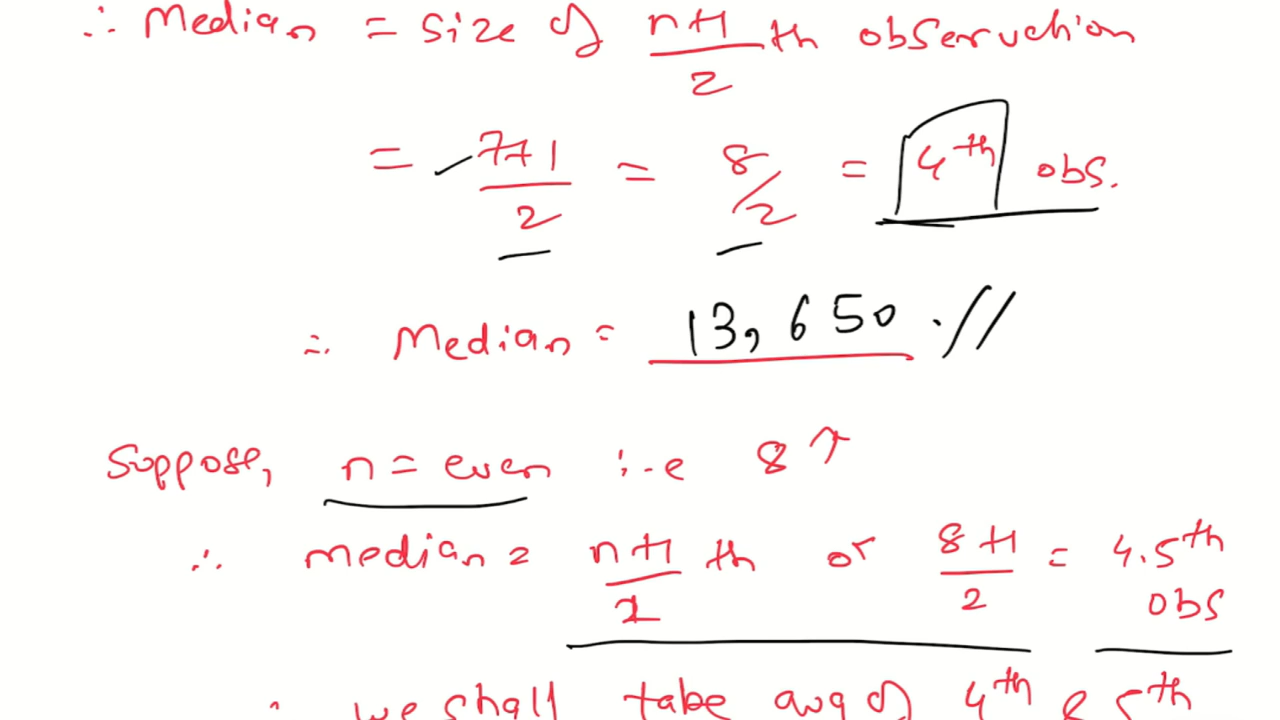 ∴ Median = size of n+1/2 th observation
= 7+1/2 = 8/2 = 4th obs.
∴ Median = 13,650 .//
Suppose, n = even i.e 8
∴ median = n+1/2 th or 8+1/2 = 4.5th obs
∴ we shall take avg of 4th & 5th